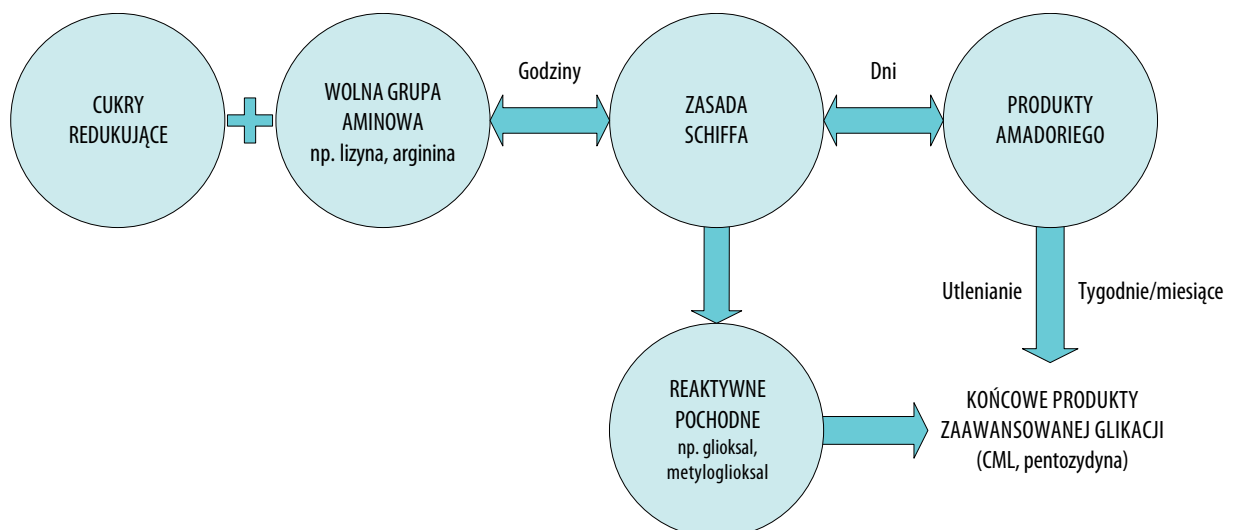 CUKRY
REDUKUJĄCE
WOLNA GRUPA
AMINOWA
np. lizyna, arginina
Godziny
ZASADA
SCHIFFA
Dni
PRODUKTY
AMADORIEGO
Utlenianie
Tygodnie/miesiące
REAKTYWNE
POCHODNE
np. glioksal,
metyloglioksal
KOŃCOWE PRODUKTY
ZAAWANSOWANEJ GLIKACJI
(CML, pentozydyna)